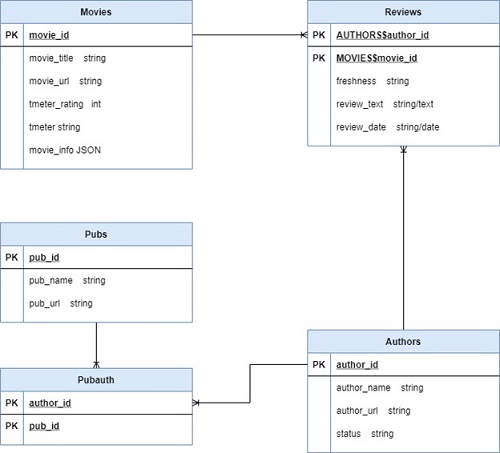 Movies
PK movie_id
movie_title string
movie_url string
tmeter_rating int
tmeter string
movie_info JSON
Reviews
PK AUTHORS$author_id
PK MOVIES$movie_id
freshness string
review_text string/text
review_date string/date
Pubs
PK pub_id
pub_name string
pub_url string
Pubauth
PK author_id
PK pub_id
Authors
PK author_id
author_name string
author_url string
status string